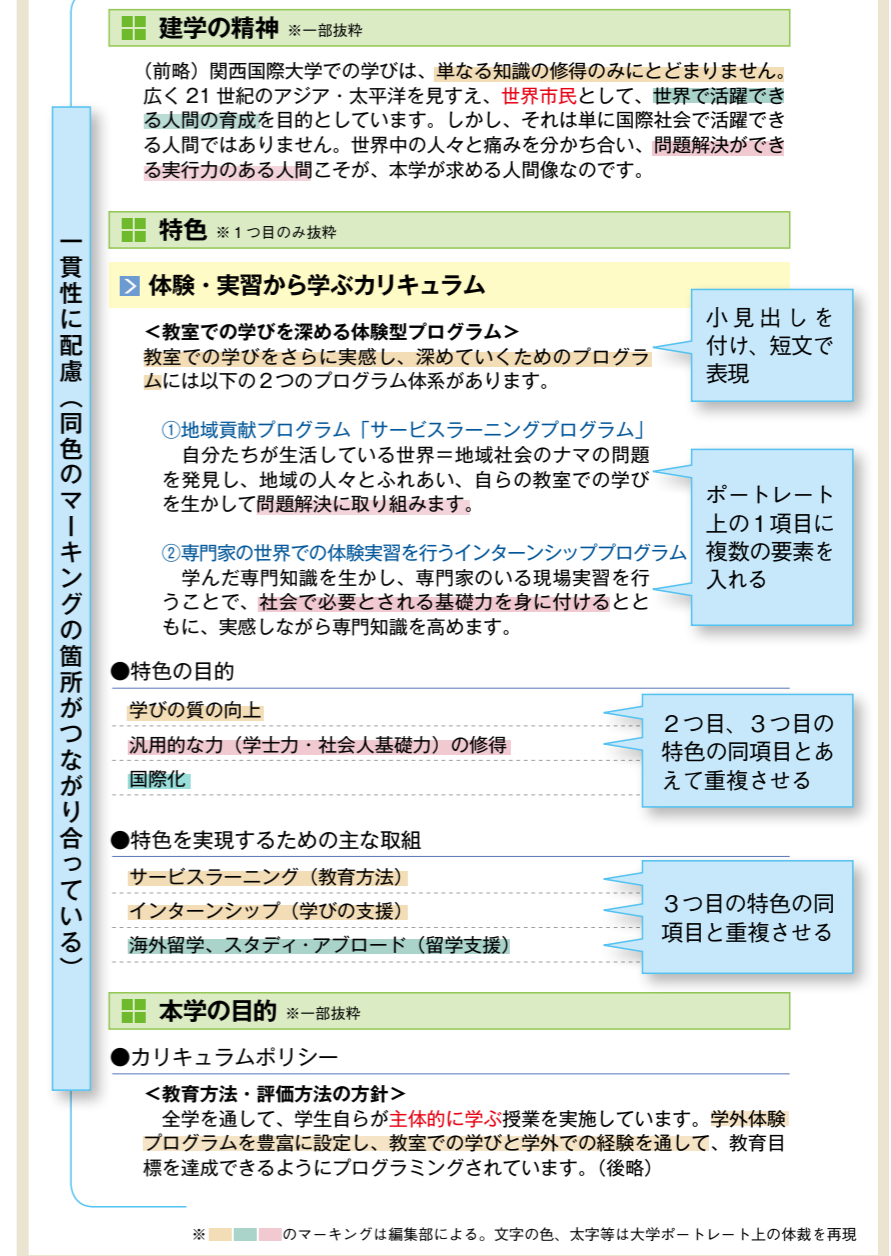 建学の精神 ※一部抜粋
（前略）関西国際大学での学びは、単なる知識の修得のみにとどまりません。
広く 21 世紀のアジア・太平洋を見すえ、世界市民として、世界で活躍でき
る人間の育成を目的としています。しかし、それは単に国際社会で活躍でき
る人間ではありません。世界中の人々と痛みを分かち合い、問題解決ができ
る実行力のある人間こそが、本学が求める人間像なのです。
特色 ※１つ目のみ抜粋
体験・実習から学ぶカリキュラム
＜教室での学びを深める体験型プログラム＞
教室での学びをさらに実感し、深めていくためのプログラ
ムには以下の２つのプログラム体系があります。
小見出しを
付け、短文で
表現
①地域貢献プログラム「サービスラーニングプログラム」
自分たちが生活している世界＝地域社会のナマの問題
を発見し、地域の人々とふれあい、自らの教室での学び
を生かして問題解決に取り組みます。
②専門家の世界での体験実習を行うインターンシッププログラム
学んだ専門知識を生かし、専門家のいる現場実習を行
うことで、社会で必要とされる基礎力を身に付けるとと
もに、実感しながら専門知識を高めます。
ポートレート
上の１項目に
複数の要素を
入れる
●特色の目的
学びの質の向上
汎用的な力（学士力・社会人基礎力）の修得
国際化
２つ目、３つ目の
特色の同項目とあ
えて重複させる
●特色を実現するための主な取組
サービスラーニング（教育方法）
インターンシップ（学びの支援）
海外留学、スタディ・アブロード（留学支援）
３つ目の特色の同
項目と重複させる
本学の目的 ※一部抜粋
●カリキュラムポリシー
＜教育方法・評価方法の方針＞
全学を通して、学生自らが主体的に学ぶ授業を実施しています。学外体験
プログラムを豊富に設定し、教室での学びと学外での経験を通して、教育目
標を達成できるようにプログラミングされています。（後略）
一貫性に配慮（同色のマーキングの箇所がつながり合っている）
※ のマーキングは編集部による。文字の色、太字等は大学ポートレート上の体裁を再現